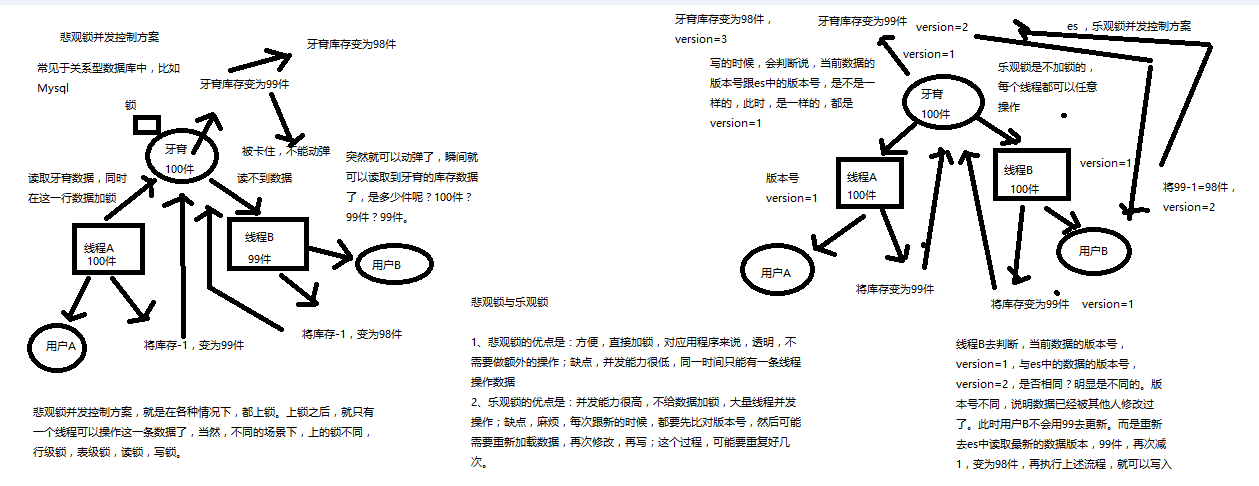 悲观锁并发控制方案
常见于关系型数据库中，比如
Mysql
牙膏库存变为98件
牙膏库存变为99件
锁
牙膏
100件
被卡住，不能动弹
读不到数据
读取牙膏数据，同时
在这一行数据加锁
突然就可以动弹了，瞬间就
可以读取到牙膏的库存数据
了，是多少件呢？100件？
99件？99件。
线程A
100件
线程B
99件
用户B
用户A
将库存-1，变为99件
将库存-1，变为98件
悲观锁并发控制方案，就是在各种情况下，都上锁。上锁之后，就只有
一个线程可以操作这一条数据了，当然，不同的场景下，上的锁不同，
行级锁，表级锁，读锁，写锁。
悲观锁与乐观锁
1、悲观锁的优点是：方便，直接加锁，对应用程序来说，透明，不
需要做额外的操作；缺点，并发能力很低，同一时间只能有一条线程
操作数据
2、乐观锁的优点是：并发能力很高，不给数据加锁，大量线程并发
操作；缺点，麻烦，每次跟新的时候，都要先比对版本号，然后可能
需要重新加载数据，再次修改，再写；这个过程，可能要重复好几
次。
牙膏库存变为98件，
version=3
牙膏库存变为99件
version=2
es ，乐观锁并发控制方案
version=1
写的时候，会判断说，当前数据的
版本号跟es中的版本号，是不是一
样的，此时，是一样的，都是
version=1
乐观锁是不加锁的，
每个线程都可以任意
操作
牙膏
100件
版本号
version=1
线程A
100件
线程B
100件
version=1
将99-1=98件，
version=2
用户A
用户B
将库存变为99件
将库存变为99件
version=1
线程B去判断，当前数据的版本号，
version=1，与es中的数据的版本号，
version=2，是否相同？明显是不同的。版
本号不同，说明数据已经被其他人修改过
了。此时用户B不会用99去更新。而是重新
去es中读取最新的数据版本，99件，再次减
1，变为98件，再执行上述流程，就可以写入